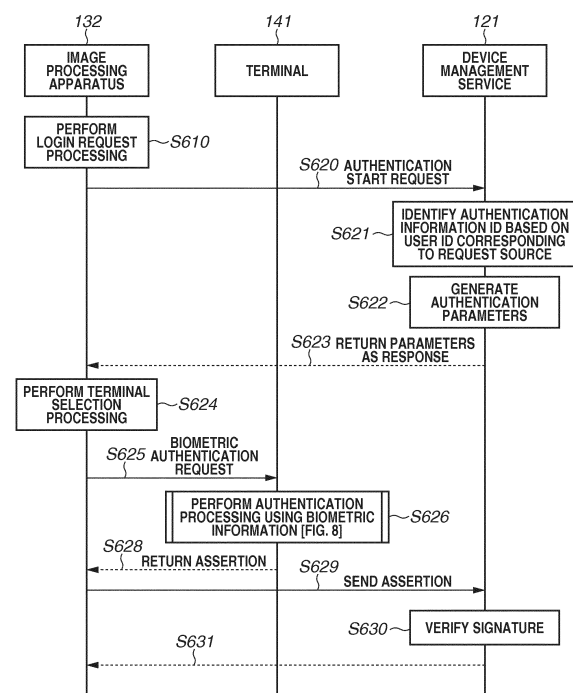 132
141
121
IMAGE
PROCESSING
APPARATUS
TERMINAL
DEVICE
MANAGEMENT
SERVICE
PERFORM
LOGIN REQUEST
PROCESSING
S610
S620
AUTHENTICATION
START REQUEST
IDENTIFY AUTHENTICATION
INFORMATION ID BASED ON
USER ID CORRESPONDING
TO REQUEST SOURCE
S621
GENERATE
AUTHENTICATION
PARAMETERS
S622
S623
RETURN PARAMETERS
AS RESPONSE
PERFORM TERMINAL
SELECTION
PROCESSING
S624
S625
BIOMETRIC
AUTHENTICATION
REQUEST
PERFORM AUTHENTICATION
PROCESSING USING BIOMETRIC
INFORMATION [FIG. 8]
S626
S628
RETURN ASSERTION
S629
SEND ASSERTION
S630
VERIFY SIGNATURE
S631